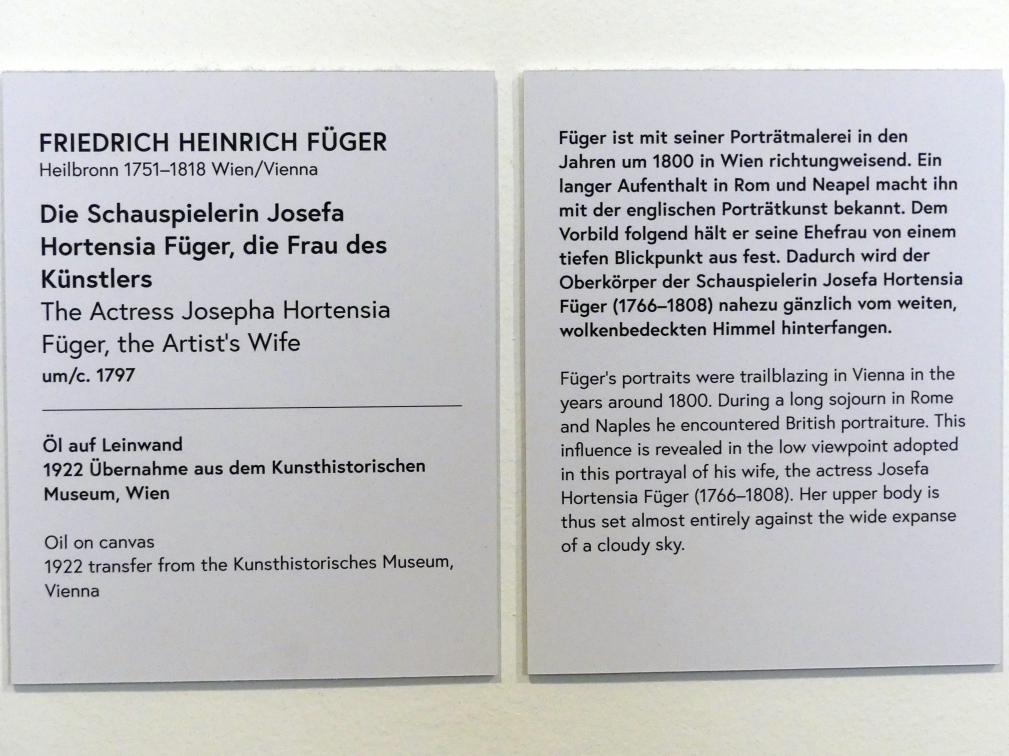 FRIEDRICH HEINRICH FÜGER
Heilbronn 1751–1818 Wien/Vienna
Die Schauspielerin Josefa
Hortensia Füger, die Frau des
Künstlers
The Actress Josepha Hortensia
Füger, the Artist's Wife
um/c. 1797
Öl auf Leinwand
1922 Übernahme aus dem Kunsthistorischen
Museum, Wien
Oil on canvas
1922 transfer from the Kunsthistorisches Museum,
Vienna
Füger ist mit seiner Porträtmalerei in den
Jahren um 1800 in Wien richtungweisend. Ein
langer Aufenthalt in Rom und Neapel macht ihn
mit der englischen Porträtkunst bekannt. Dem
Vorbild folgend hält er seine Ehefrau von einem
tiefen Blickpunkt aus fest. Dadurch wird der
Oberkörper der Schauspielerin Josefa Hortensia
Füger (1766–1808) nahezu gänzlich vom weiten,
wolkenbedeckten Himmel hinterfangen.
Füger's portraits were trailblazing in Vienna in the
years around 1800. During a long sojourn in Rome
and Naples he encountered British portraiture. This
influence is revealed in the low viewpoint adopted
in this portrayal of his wife, the actress Josefa
Hortensia Füger (1766–1808). Her upper body is
thus set almost entirely against the wide expanse
of a cloudy sky.